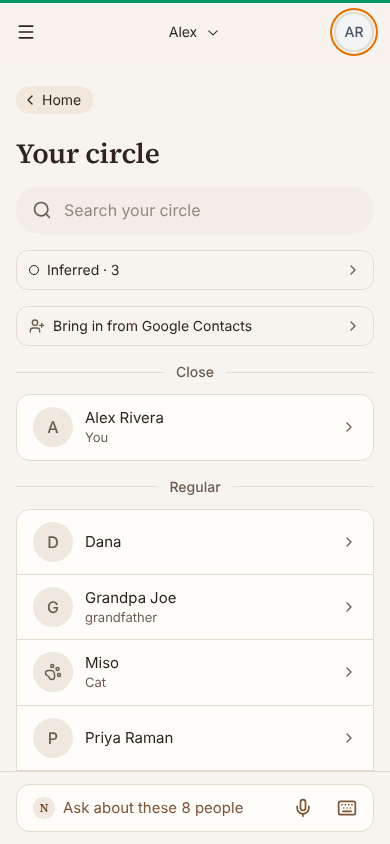 Alex
AR
Home
Your circle
Search your circle
Inferred · 3
Bring in from Google Contacts
Close
A
Alex Rivera
You
Regular
D
Dana
G
Grandpa Joe
grandfather
Miso
Cat
P
Priya Raman
N
Ask about these 8 people